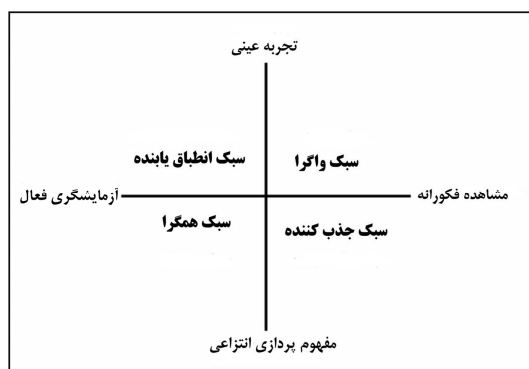 تجربه عینی
سبک واگرا
سبک انطباق یابنده
مشاهده فکورانه
آزمایشگری فعال
سبک جذب کننده
سبک همگرا
مفهوم پردازی انتزاعی